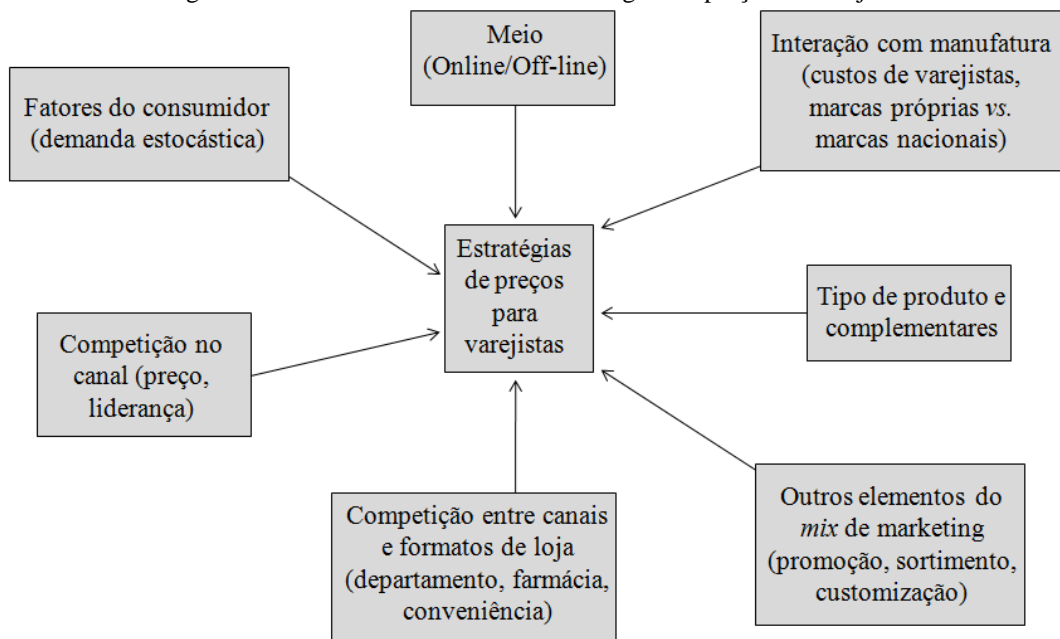 Meio
(Online/Off-line)
Interação com manufatura
(custos de varejistas,
marcas próprias vs.
marcas nacionais)
Fatores do consumidor
(demanda estocástica)
Estratégias
de preços
para
varejistas
Tipo de produto e
complementares
Competição no
canal (preço,
liderança)
Competição entre canais
e formatos de loja
(departamento, farmácia,
conveniência)
Outros elementos do
mix de marketing
(promoção, sortimento,
customização)